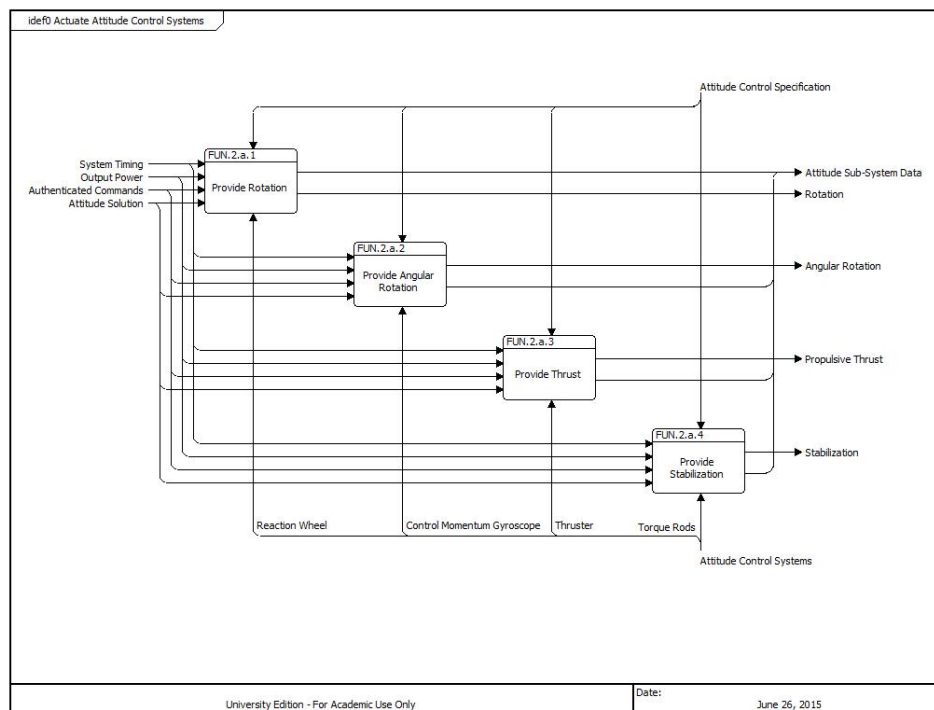 idef0 Actuate Attitude Control Systems
Attitude Control Specification
FUN.2.a.1
Provide Rotation
System Timing
Output Power
Authenticated Commands
Attitude Solution
Attitude Sub-System Data
Rotation
FUN.2.a.2
Provide Angular
Rotation
Angular Rotation
FUN.2.a.3
Provide Thrust
Propulsive Thrust
FUN.2.a.4
Provide
Stabilization
Stabilization
Reaction Wheel
Control Momentum Gyroscope
Thruster
Torque Rods
Attitude Control Systems
University Edition - For Academic Use Only
Date:
June 26, 2015